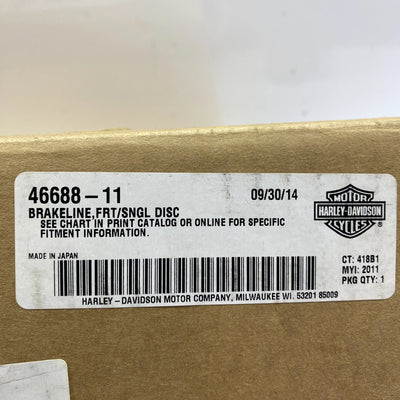 46688-11
09/30/14
BRAKELINE,FRT/SNGL DISC
SEE CHART IN PRINT CATALOG OR ONLINE FOR SPECIFIC
FITMENT INFORMATION.
MOTOR
HARLEY-DAVIDSON
CYCLES
MADE IN JAPAN
CT: 418B1
MYI: 2011
PKG QTY: 1
HARLEY-DAVIDSON MOTOR COMPANY, MILWAUKEE WI. 53201 85009